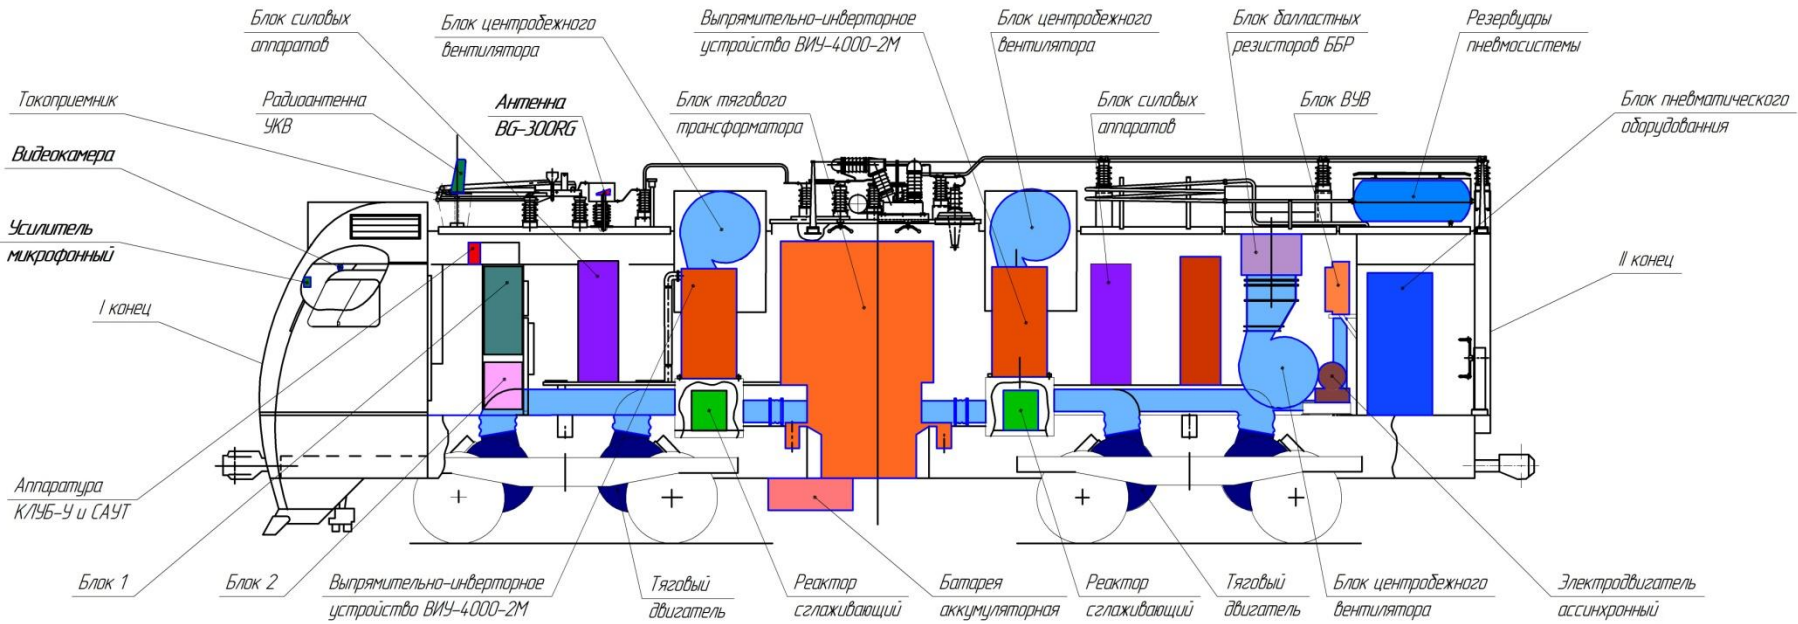 Блок силовых
аппаратов
Блок центробежного
вентилятора
Выпрямительно-инверторное
устройство ВИУ-4000-2М
Блок центробежного
вентилятора
Блок балластных
резисторов ББР
Резервуары
пневмосистемы
Токоприемник
Радиоантенна
УКВ
Антенна
BG-300RG
Блок тягового
трансформатора
Блок силовых
аппаратов
Блок ВУВ
Блок пневматического
оборудованния
Видеокамера
Усилитель
микрофонный
I конец
II конец
Аппаратура
КЛУБ-У и САУТ
Блок 1
Блок 2
Выпрямительно-инверторное
устройство ВИУ-4000-2М
Тяговый
двигатель
Реактор
сглаживающий
Батарея
аккумуляторная
Реактор
сглаживающий
Тяговый
двигатель
Блок центробежного
вентилятора
Электродвигатель
ассинхронный